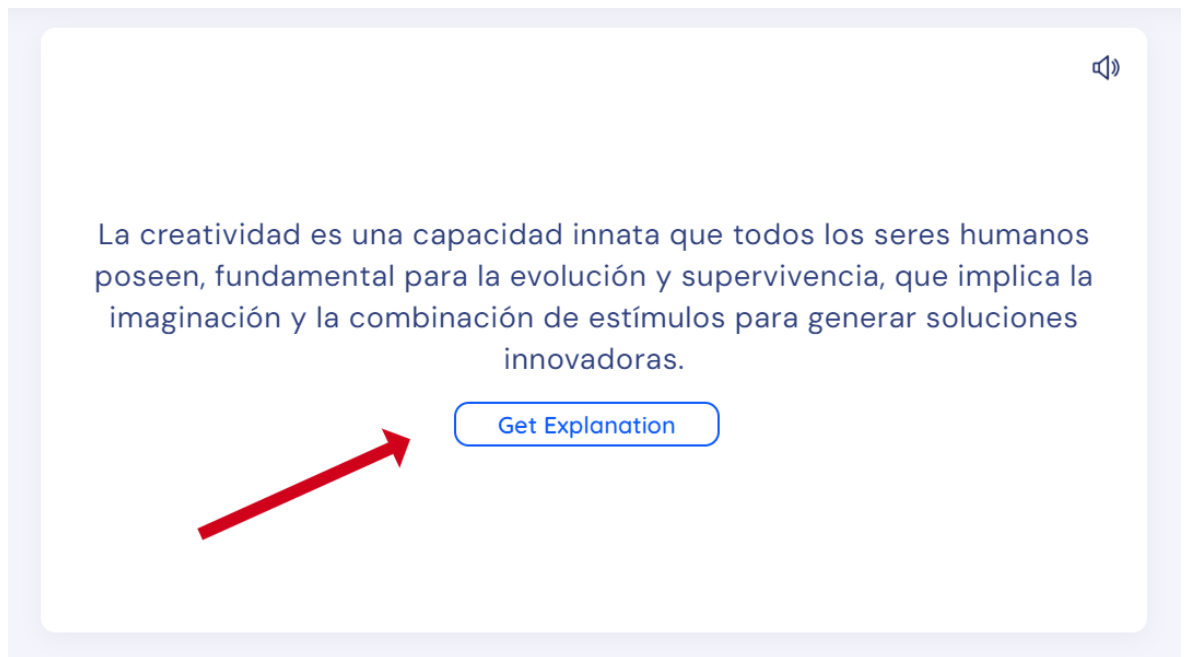 La creatividad es una capacidad innata que todos los seres humanos
poseen, fundamental para la evolución y supervivencia, que implica la
imaginación y la combinación de estímulos para generar soluciones
innovadoras.
Get Explanation